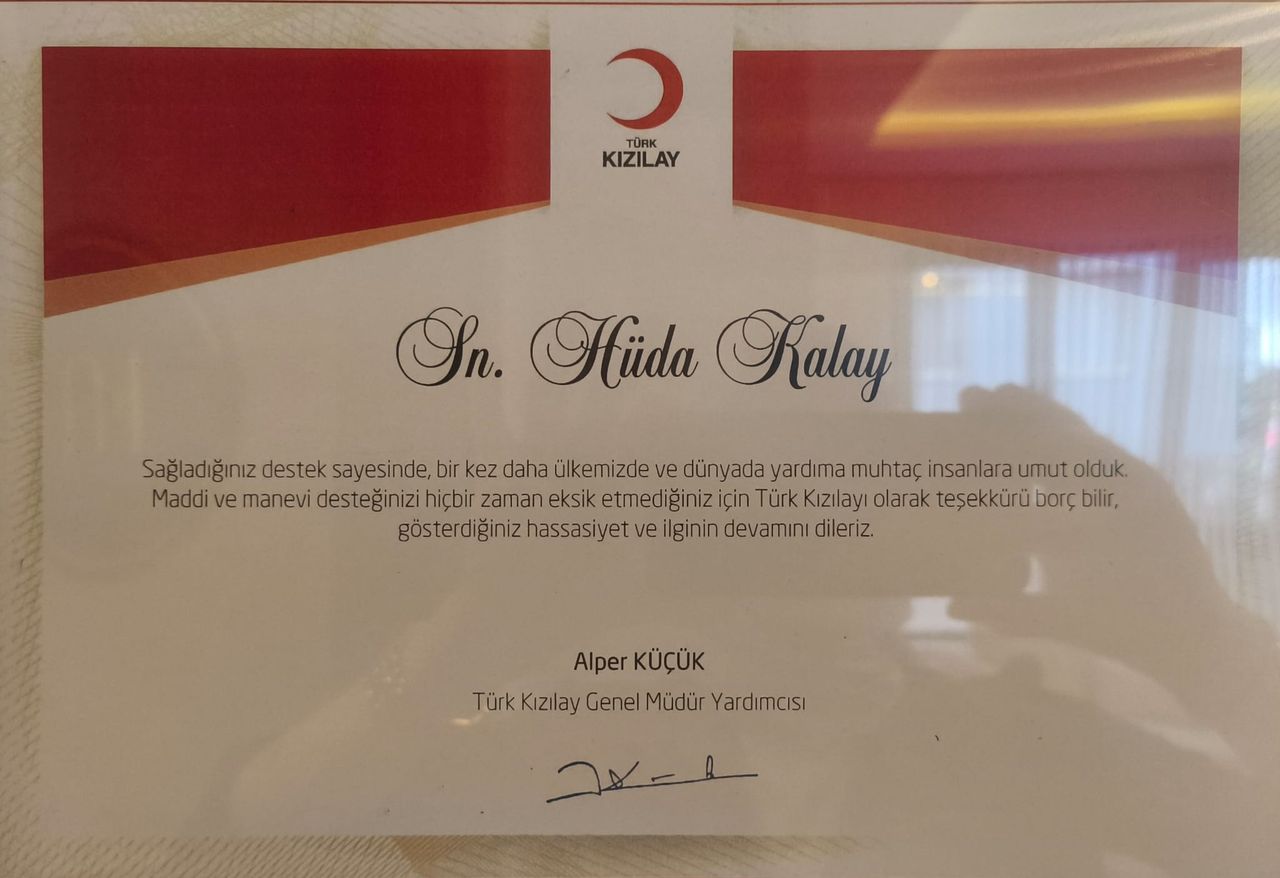 TÜRK
KIZILAY
Sn. Hüda Kalay
Sağladığınız destek sayesinde, bir kez daha ülkemizde ve dünyada yardıma muhtaç insanlara umut olduk.
Maddi ve manevi desteğinizi hiçbir zaman eksik etmediğiniz için Türk Kızılayı olarak teşekkürü borç bilir,
gösterdiğiniz hassasiyet ve ilginin devamını dileriz.
Alper KÜÇÜK
Türk Kızılay Genel Müdür Yardımcısı